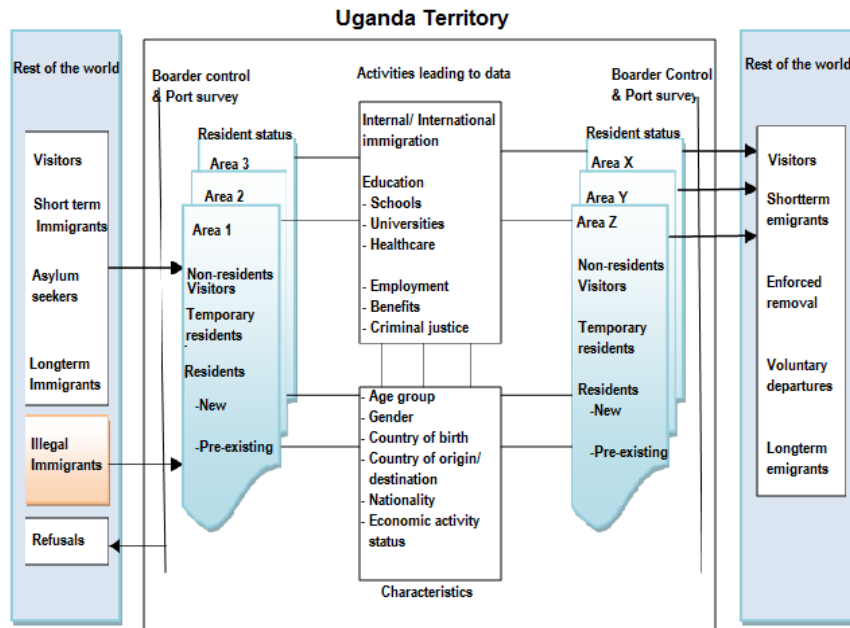 Uganda Territory
Rest of the world
Visitors
Short term
Immigrants
Asylum
seekers
Longterm
Immigrants
Illegal
Immigrants
Refusals
Boarder control
& Port survey
Resident status
Area 3
Area 2
Area 1
Non-residents
Visitors
Temporary
residents
Residents
-New
-Pre-existing
Activities leading to data
Internal/ International
immigration
Education
- Schools
- Universities
- Healthcare
- Employment
- Benefits
- Criminal justice
- Age group
- Gender
- Country of birth
- Country of origin/
destination
- Nationality
- Economic activity
status
Characteristics
Boarder Control
& Port survey
Resident status
Area X
Area Y
Area Z
Non-residents
Visitors
Temporary
residents
Residents
-New
-Pre-existing
Rest of the world
Visitors
Shortterm
emigrants
Enforced
removal
Voluntary
departures
Longterm
emigrants